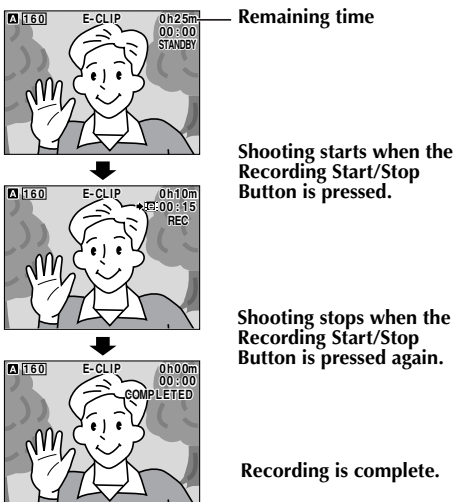 A 160 E-CLIP 0h25m
00:00
STANDBY
Remaining time
Shooting starts when the
Recording Start/Stop
Button is pressed.
A 160 E-CLIP 0h10m
00:15
REC
Shooting stops when the
Recording Start/Stop
Button is pressed again.
A 160 E-CLIP 0h00m
00:00
COMPLETED
Recording is complete.